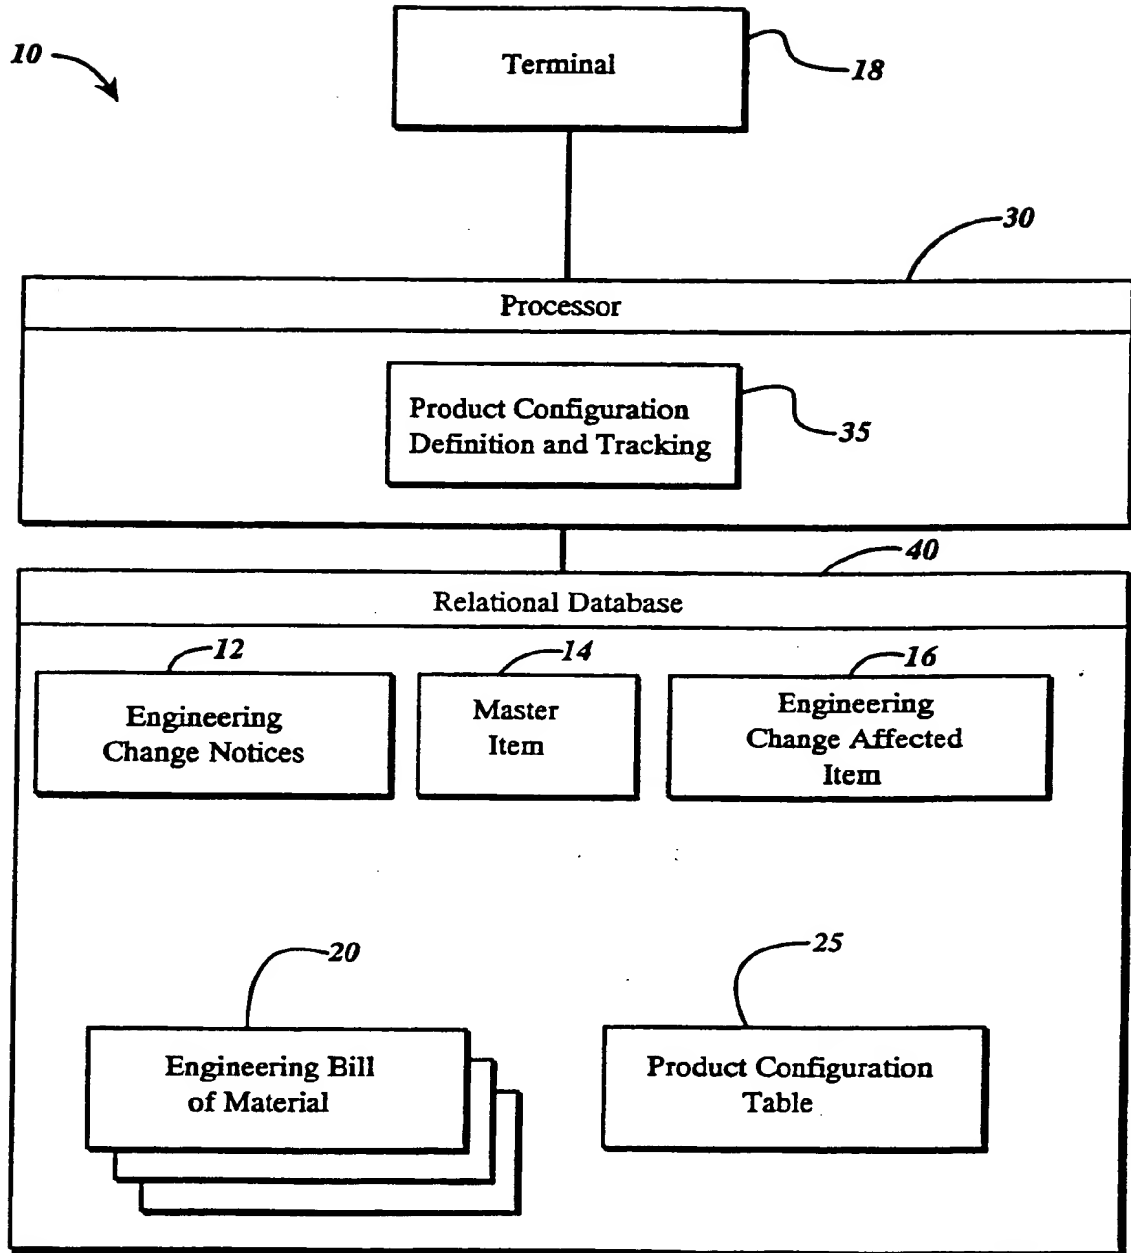 10
Terminal
18
30
Processor
Product Configuration
Definition and Tracking
35
40
Relational Database
12
14
16
Engineering
Change Notices
Master
Item
Engineering
Change Affected
Item
20
25
Engineering Bill
of Material
Product Configuration
Table